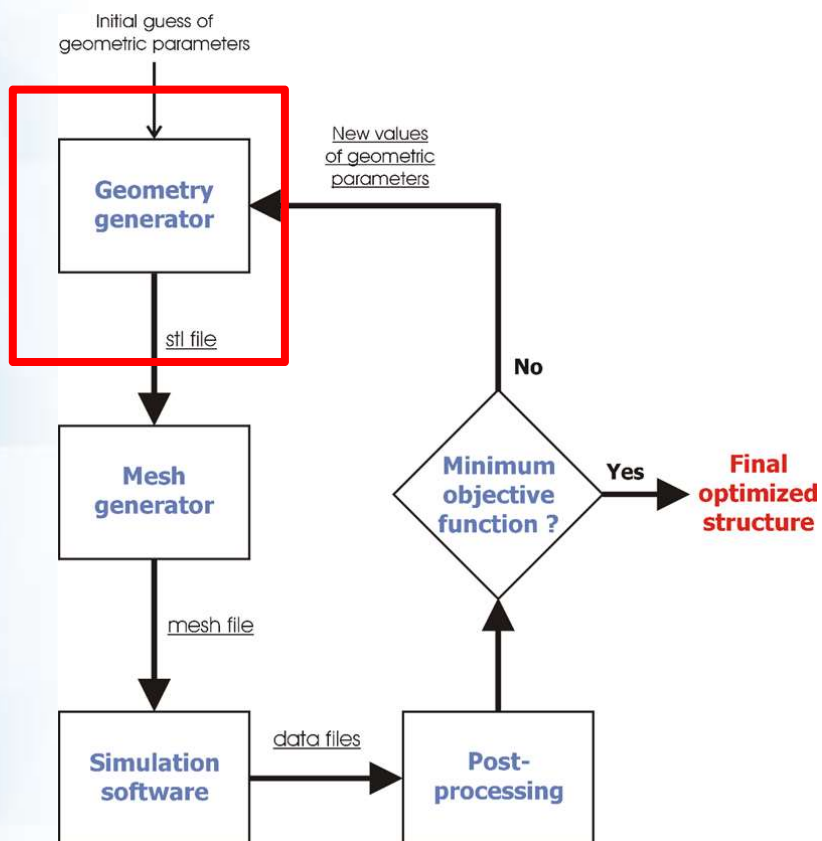 Initial guess of
geometric parameters
Geometry
generator
New values
of geometric
parameters
stl file
No
Mesh
generator
Minimum
objective
function ?
Yes
Final
optimized
structure
mesh file
Simulation
software
data files
Post-
processing